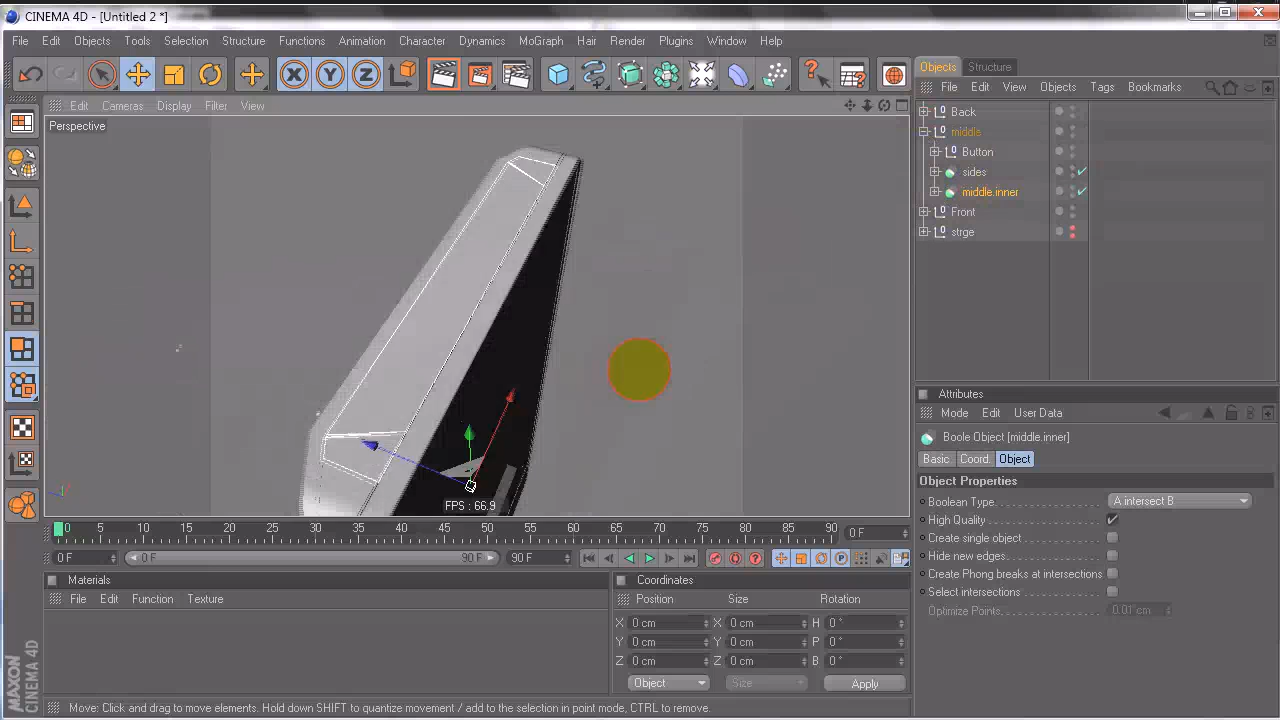 CINEMA 4D - [Untitled 2 *]
File Edit Objects Tools Selection Structure Functions Animation Character Dynamics MoGraph Hair Render Plugins Window Help
X Y Z
Objects Structure
File Edit View Objects Tags Bookmarks
Edit Cameras Display Filter View
Perspective
Back
middls
Button
sides
middle.inner
Front
strge
Attributes
Mode Edit User Data
Boole Object [middle.inner]
Basic Coord. Object
Object Properties
Boolean Type A intersect B
High Quality
Create single object
Hide new edges
Create Phong breaks at intersections
Select intersections
Optimize Points 0.01 cm
FPS : 66.9
0 5 10 15 20 25 30 35 40 45 50 55 60 65 70 75 80 85 90 0 F
0 F 0 F 90 F 90 F
Materials
File Edit Function Texture
Coordinates
Position Size Rotation
X 0 cm X 0 cm H 0 °
Y 0 cm Y 0 cm P 0 °
Z 0 cm Z 0 cm B 0 °
Object Size Apply
MAXON
CINEMA 4D
Move: Click and drag to move elements. Hold down SHIFT to quantize movement / add to the selection in point mode, CTRL to remove.